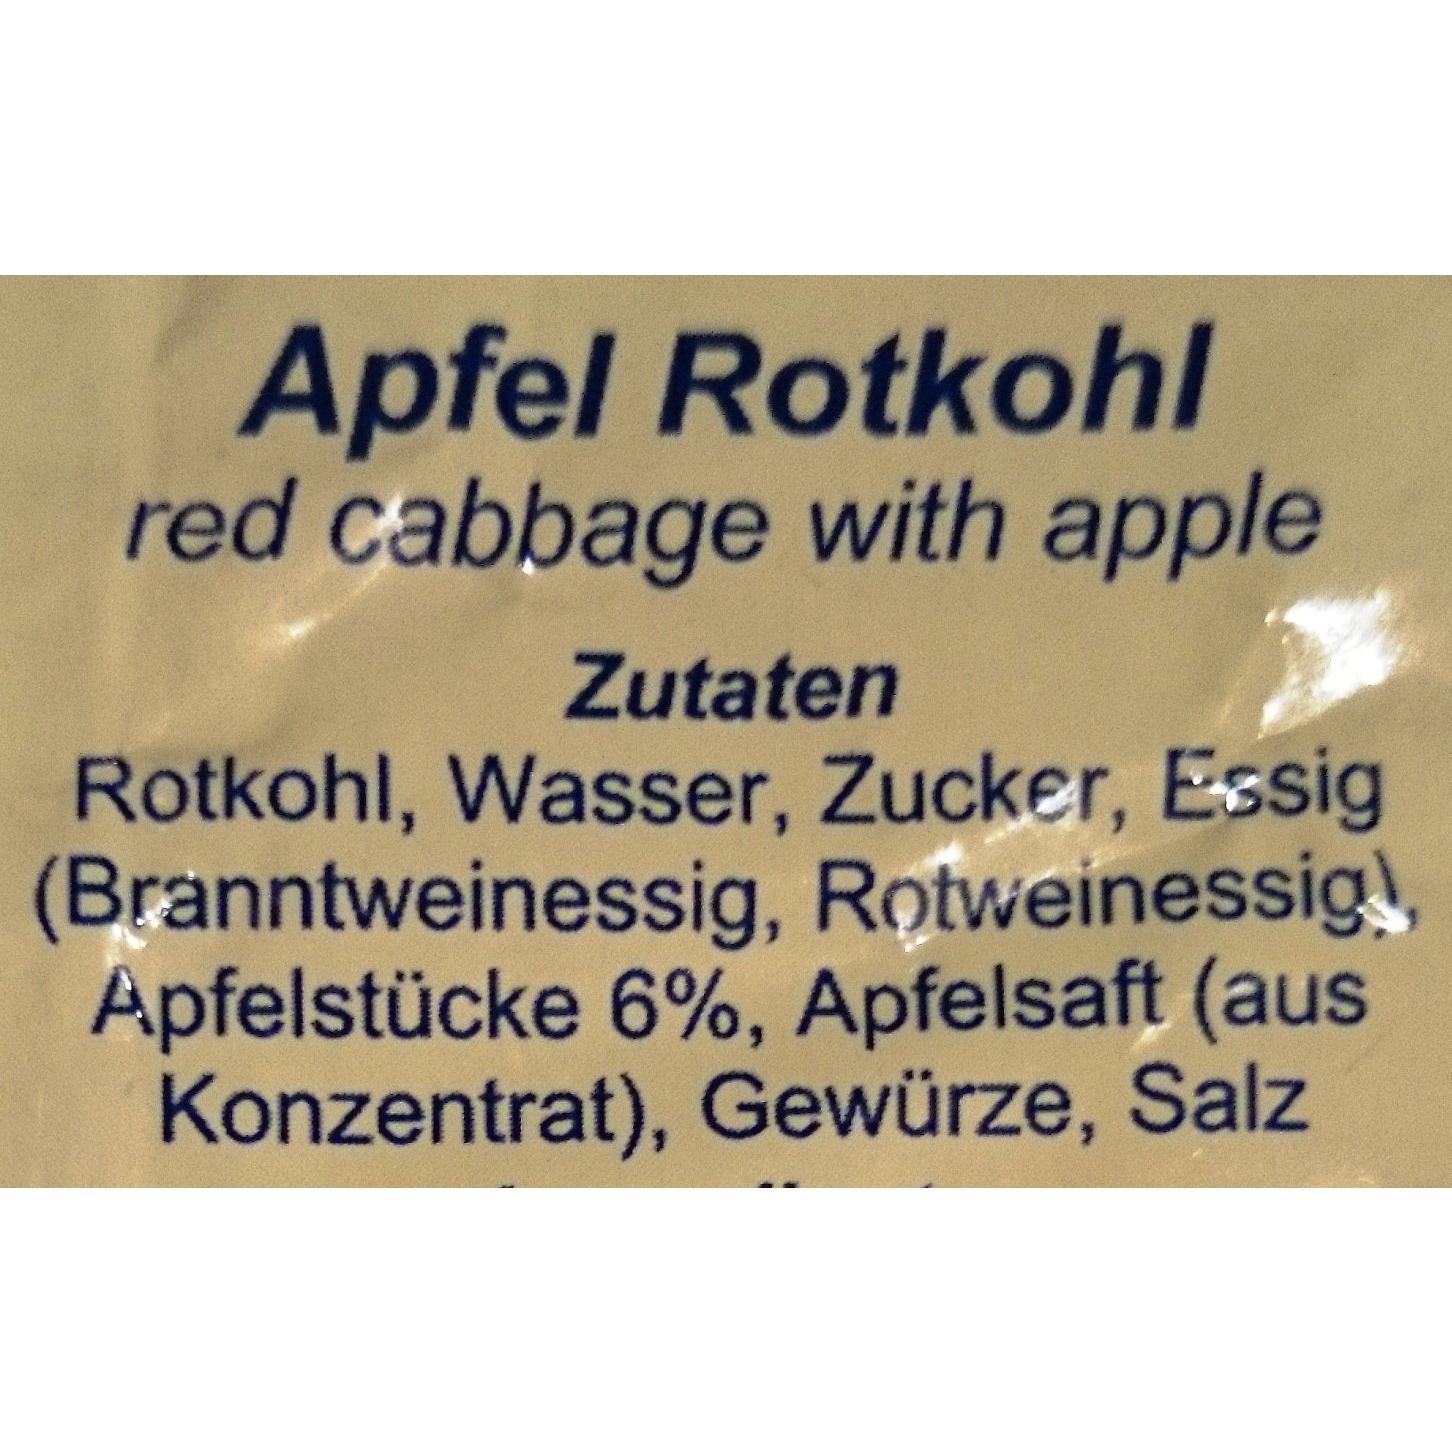 Apfel Rotkohl
red cabbage with apple
Zutaten
Rotkohl, Wasser, Zucker, Essig
(Branntweinessig, Rotweinessig),
Apfelstücke 6%, Apfelsaft (aus
Konzentrat), Gewürze, Salz